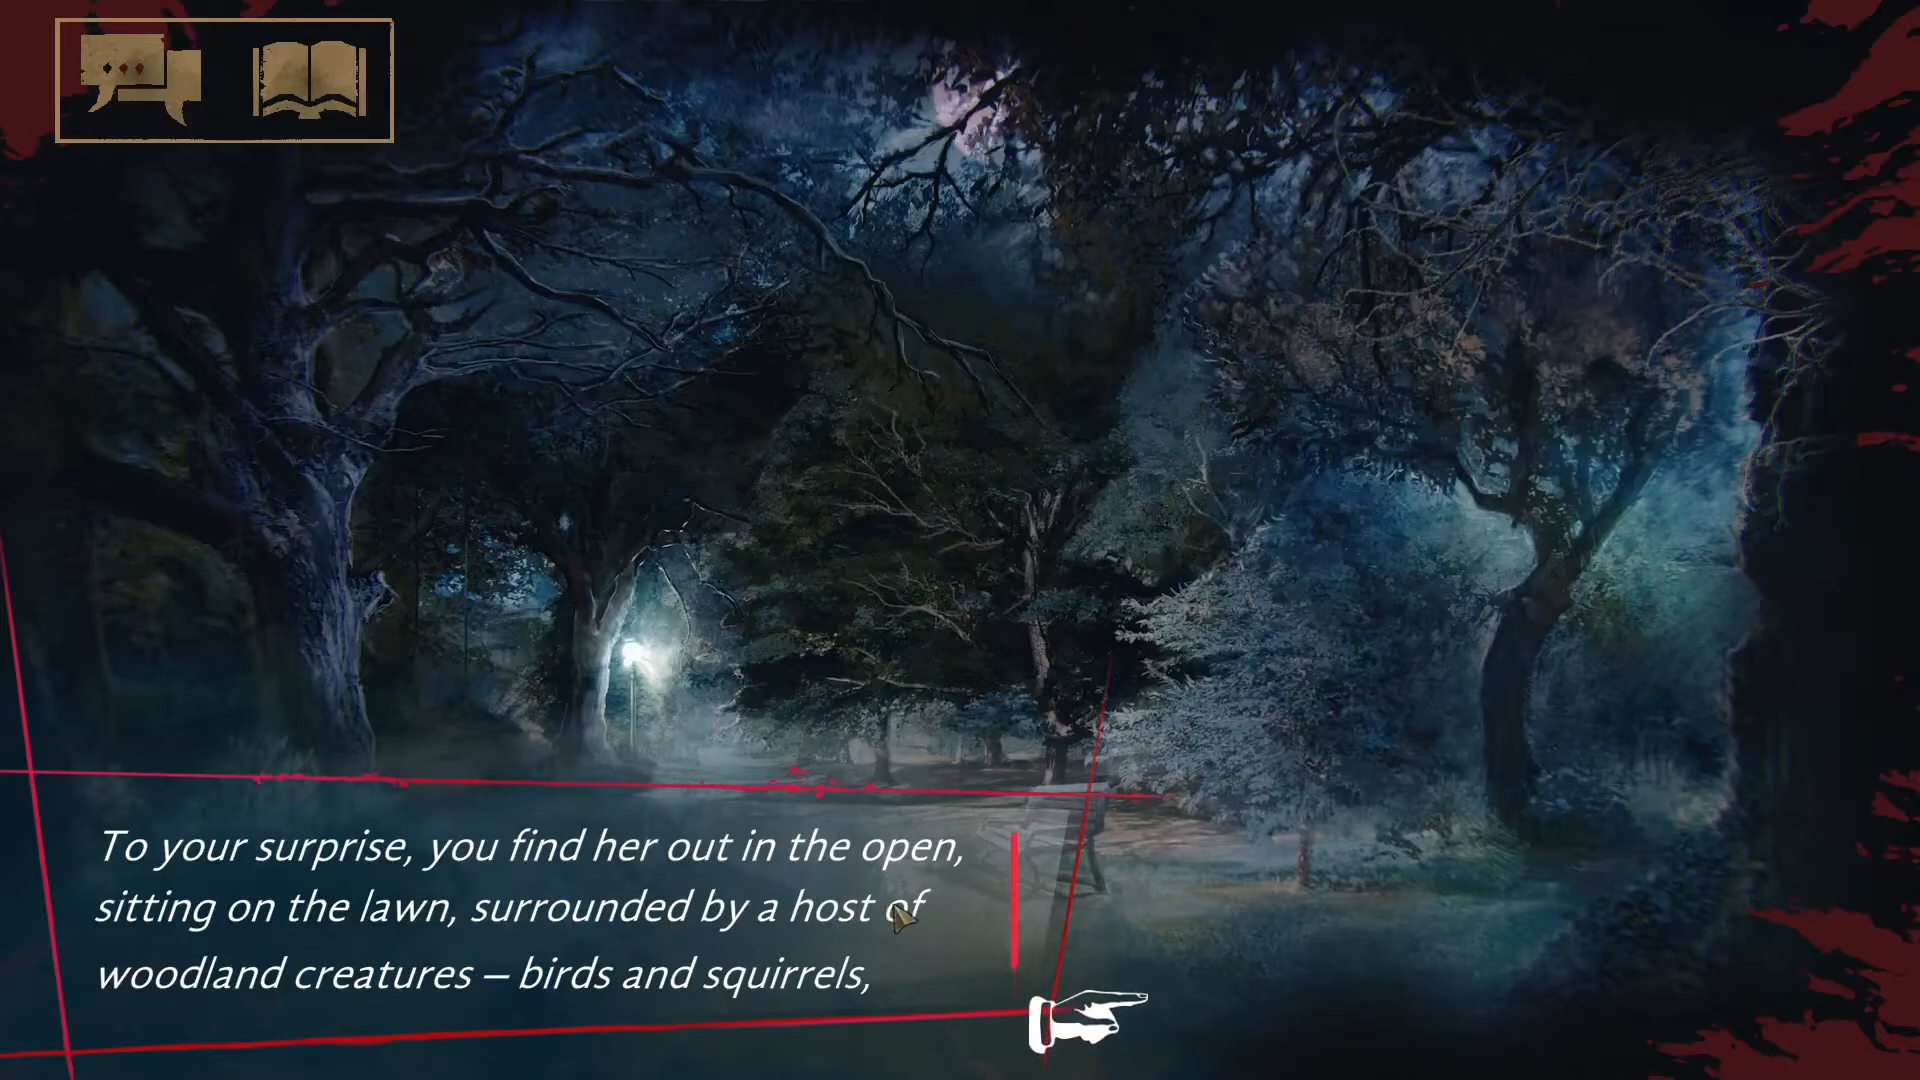 To your surprise, you find her out in the open,
sitting on the lawn, surrounded by a host of
woodland creatures – birds and squirrels,